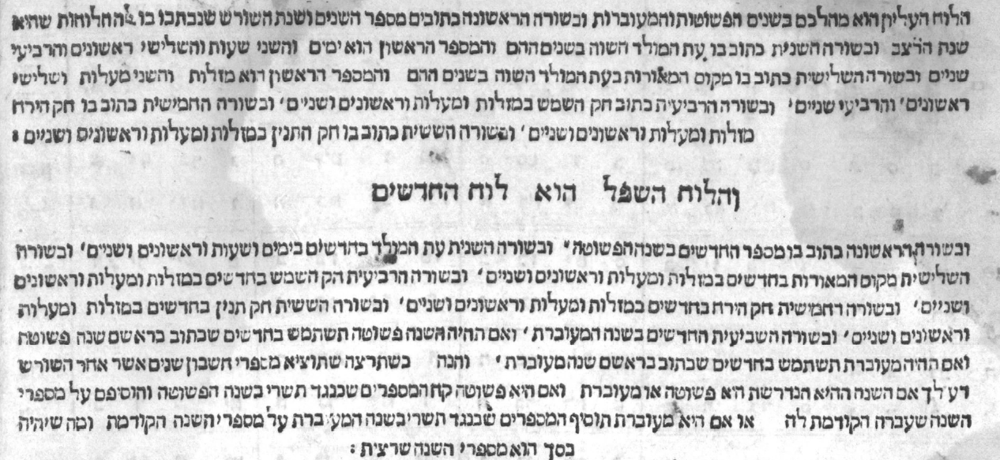 הלוח העליון הוא מהלכם בשנים הפשוטות והמעוברות ובשורה הראשונה כתובים מספר השנים ושנת השורש שנכתבו בו החלוחות שהיא
שנת הרצב ובשורה השנית כתוב בו עת המולד השוה בשנים ההם והמספר הראשון הוא ימים והשני שעות והשלישי ראשונים והרביעי
שניים ובשורה השלישית כתוב בו מקום המאורות בעת המולד השוה בשנים ההם והמספר הראשון הוא מזלות והשני מעלות ושלישי
ראשונים' והרביעי שניים' ובשורה הרביעית כתוב חק השמש במזלות ומעלות וראשונים ושניים' ובשורה החמישית כתוב בו חק הירח
מזלות ומעלות וראשונים ושניים' ובשורה הששית כתוב בו חק התנין במזלות ומעלות וראשונים ושניים :
והלוח השפל הוא לוח החדשים
ובשורה הראשונה כתוב בו מספר החדשים בשנה הפשוטה' ובשורה השנית עת המולד בחדשים בימים ושעות וראשונים ושניים' ובשורה
השלישית מקום המאורות בחדשים במזלות ומעלות וראשונים ושניים' ובשורה הרביעית הק השמש בחדשים במזלות ומעלות וראשונים
ושניים' ובשורה דחמישיה חק הירח בחדשים במזלות ומעלות וראשונים ושניים' ובשורה הששית חק תנין בחדשים במזלות ומעלות
וראשונים ושניים' ובשורה השביעית החדשים בשנה המעוברת' ואם תהיה השנה פשוטה תשתמש בחדשים שכתוב בראשם שנה פשוטה
ואם תהיה מעוברת תשתמש בחדשים שכתוב בראשם שנה מעוברת' והנה כשתרצה שתוציא מספרי חשבון שנים אשר אחר השורש
דע לך אם השנה ההיא הנדרשת היא פשוטה או מעוברת ואם היא פשוטה קח המספרים שכנגד תשרי בשנה הפשוטה והוסיפם על מספרי
השנה שעברה הקודמת לה או אם היא מעוברת תוסיף המספרים שכנגד תשרי בשנה המעוברת על מספרי השנה הקודמת ומה שיהיה
בסך הוא מספרי השנה שרצית :